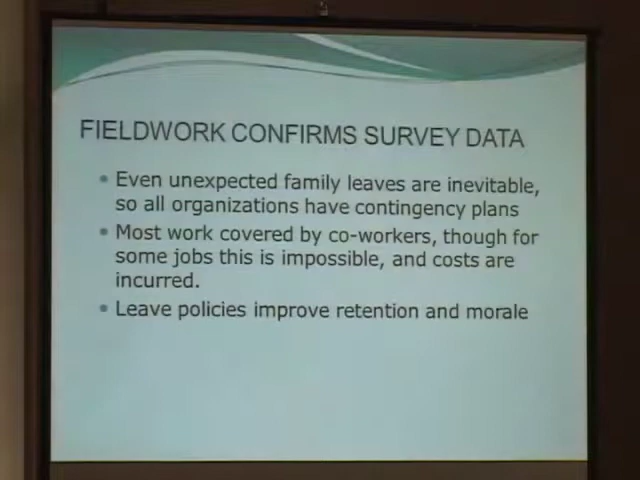 FIELDWORK CONFIRMS SURVEY DATA
• Even unexpected family leaves are inevitable,
so all organizations have contingency plans
• Most work covered by co-workers, though for
some jobs this is impossible, and costs are
incurred.
• Leave policies improve retention and morale